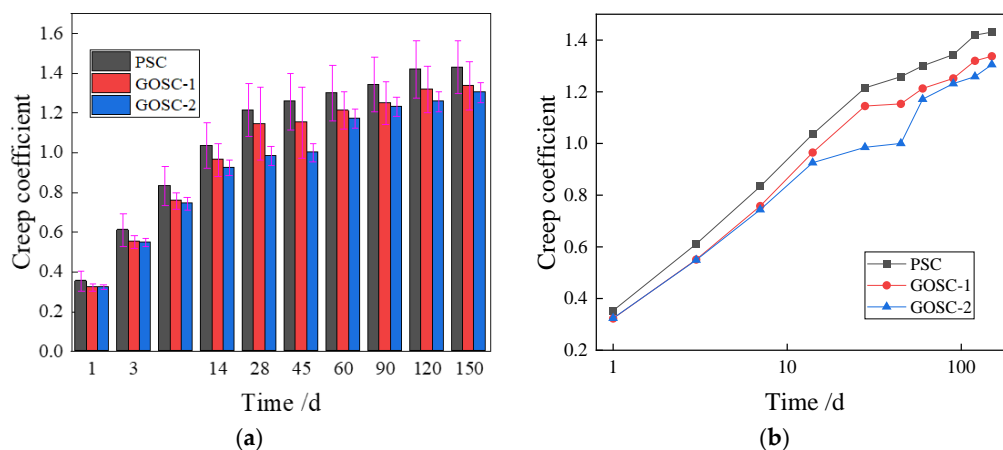 1.6
1.4
1.2
1.0
0.8
0.6
0.4
0.2
0.0
Creep coefficient
PSC
GOSC-1
GOSC-2
1 3 14 28 45 60 90 120 150
Time /d
(a)
1.4
1.2
1.0
0.8
0.6
0.4
0.2
Creep coefficient
PSC
GOSC-1
GOSC-2
1 10 100
Time /d
(b)